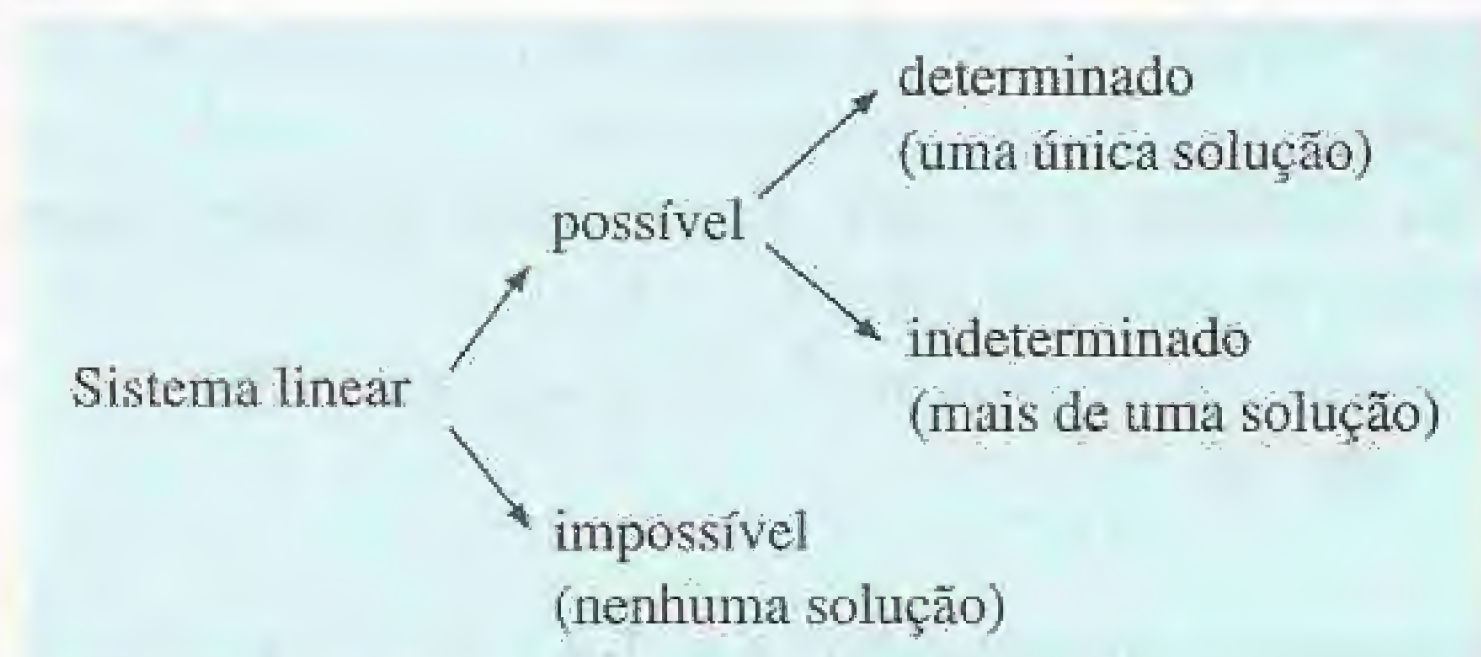 determinado
(uma única solução)
possível
indeterminado
(mais de uma solução)
Sistema linear
impossível
(nenhuma solução)